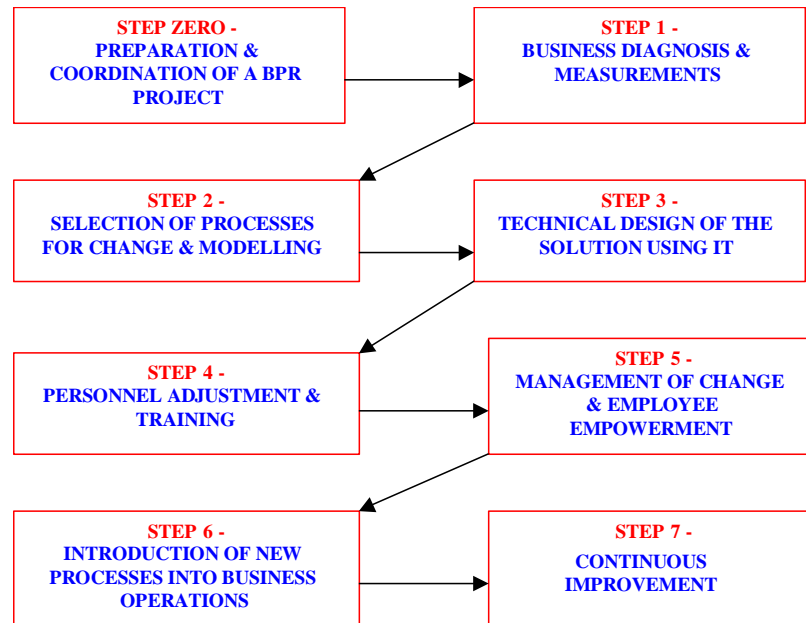 STEP ZERO -
PREPARATION &
COORDINATION OF A BPR
PROJECT
STEP 1 -
BUSINESS DIAGNOSIS &
MEASUREMENTS
STEP 2 -
SELECTION OF PROCESSES
FOR CHANGE & MODELLING
STEP 3 -
TECHNICAL DESIGN OF THE
SOLUTION USING IT
STEP 4 -
PERSONNEL ADJUSTMENT &
TRAINING
STEP 5 -
MANAGEMENT OF CHANGE
& EMPLOYEE
EMPOWERMENT
STEP 6 -
INTRODUCTION OF NEW
PROCESSES INTO BUSINESS
OPERATIONS
STEP 7 -
CONTINUOUS
IMPROVEMENT